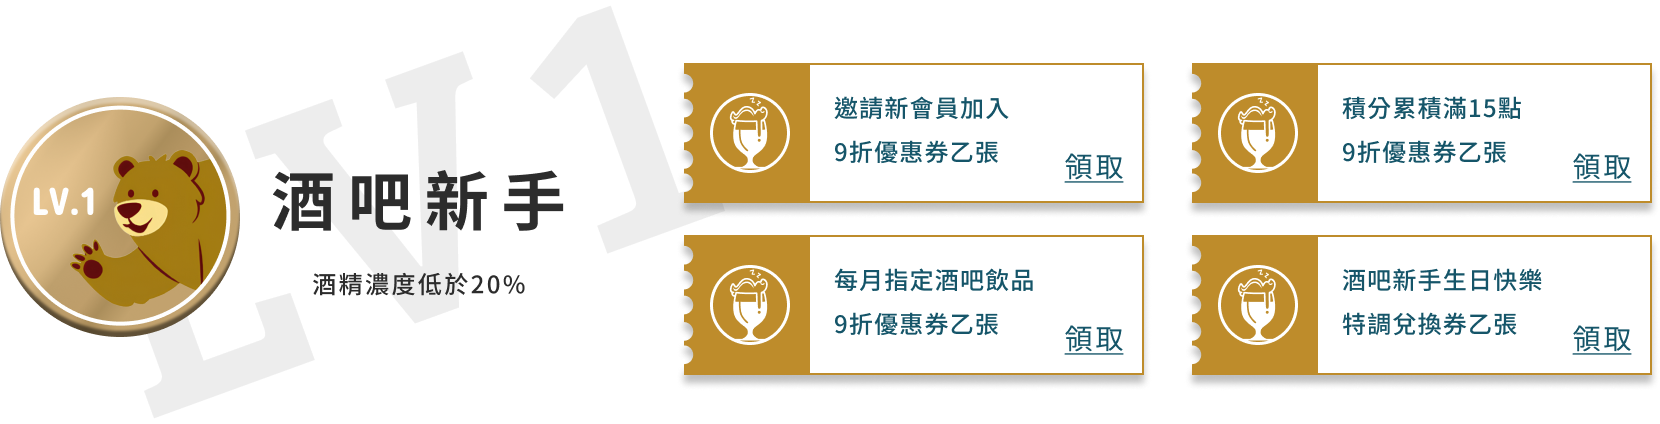 LV1
LV.1
酒吧新手
酒精濃度低於20%
邀請新會員加入
9折優惠券乙張
領取
積分累積滿15點
9折優惠券乙張
領取
每月指定酒吧飲品
9折優惠券乙張
領取
酒吧新手生日快樂
特調兌換券乙張
領取